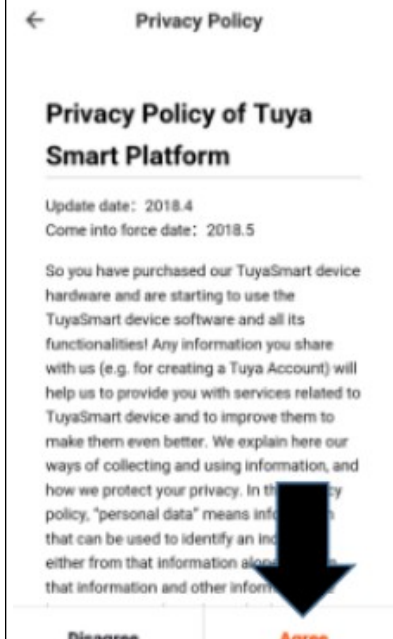 Privacy Policy
Privacy Policy of Tuya
Smart Platform
Update date: 2018.4
Come into force date: 2018.5
So you have purchased our TuyaSmart device
hardware and are starting to use the
TuyaSmart device software and all its
functionalities! Any information you share
with us (e.g. for creating a Tuya Account) will
help us to provide you with services related to
TuyaSmart device and to improve them to
make them even better. We explain here our
ways of collecting and using information, and
how we protect your privacy. In
policy, "personal data" means
that can be used to identify an
either from that information
that information and other
Disagree
Agree